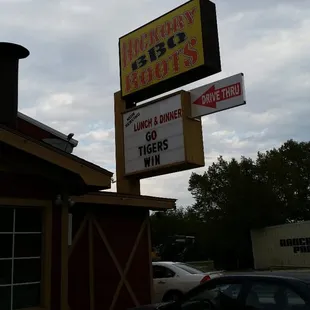 HICKORY
BBQ
ROOTS
DRIVE THRU
LUNCH & DINNER
GO
TIGERS
WIN